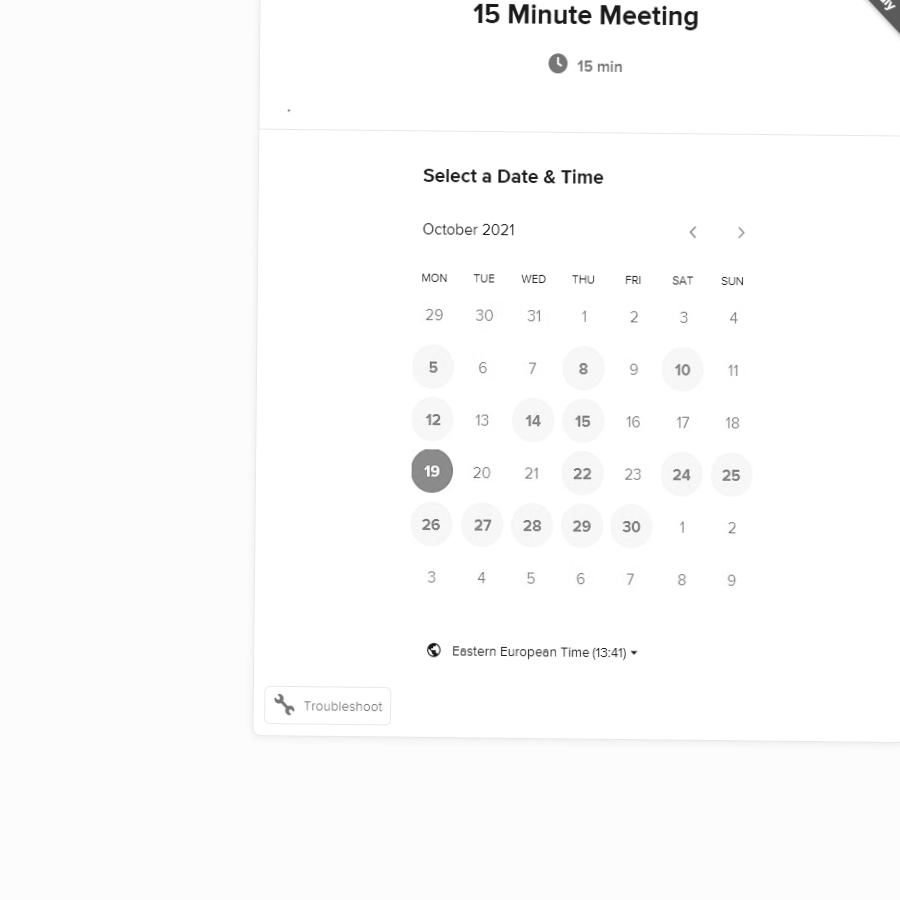 15 Minute Meeting
15 min
Select a Date & Time
October 2021
MON TUE WED THU FRI SAT SUN
29 30 31 1 2 3 4
5 6 7 8 9 10 11
12 13 14 15 16 17 18
19 20 21 22 23 24 25
26 27 28 29 30 1 2
3 4 5 6 7 8 9
Eastern European Time (13:41)
Troubleshoot